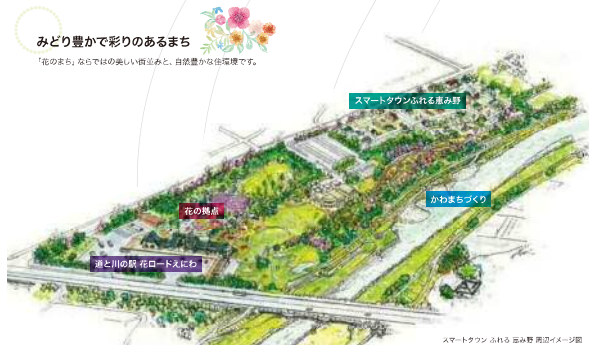 みどり豊かで彩りのあるまち
「花のまち」ならではの美しい街並みと、自然豊かな住環境です。
スマートタウンふれる恵み野
かわまちづくり
花の拠点
道と川の駅 花ロードえにわ
スマートタウン ふれる 恵み野 周辺イメージ図